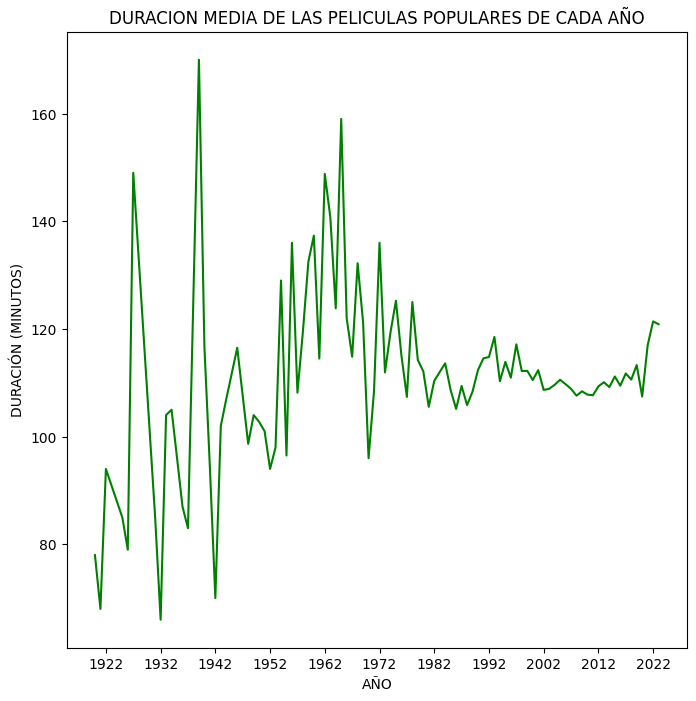 DURACION MEDIA DE LAS PELICULAS POPULARES DE CADA AÑO
DURACIÓN (MINUTOS)
160
140
120
100
80
1922 1932 1942 1952 1962 1972 1982 1992 2002 2012 2022
AÑO